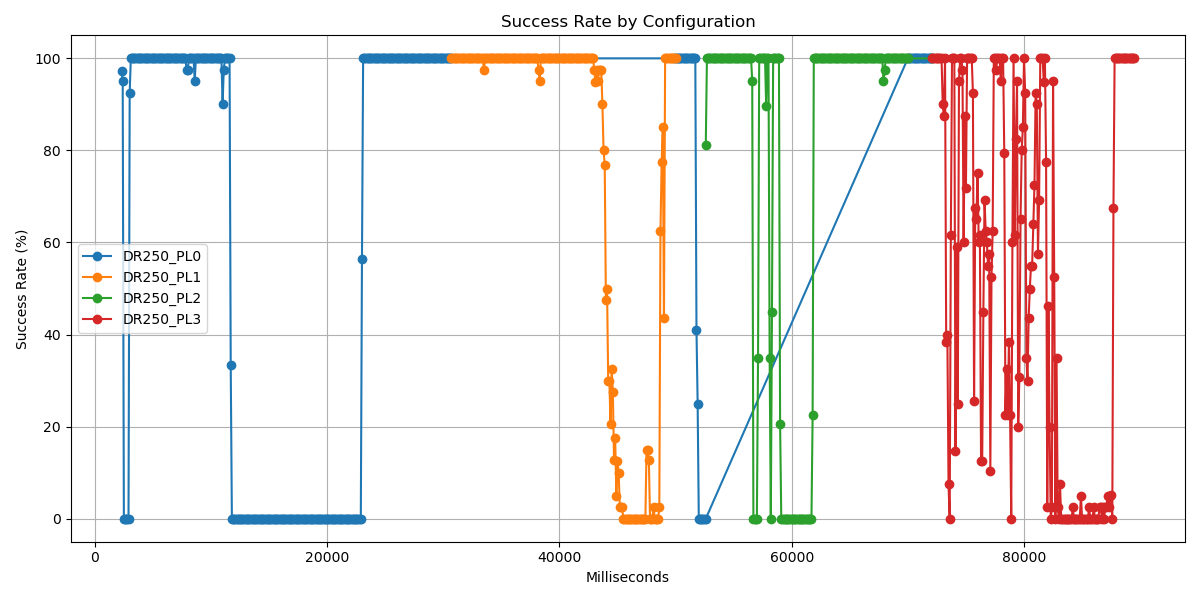 Success Rate by Configuration
Success Rate (%)
100
80
60
40
20
0
DR250_PL0
DR250_PL1
DR250_PL2
DR250_PL3
0 20000 40000 60000 80000
Milliseconds